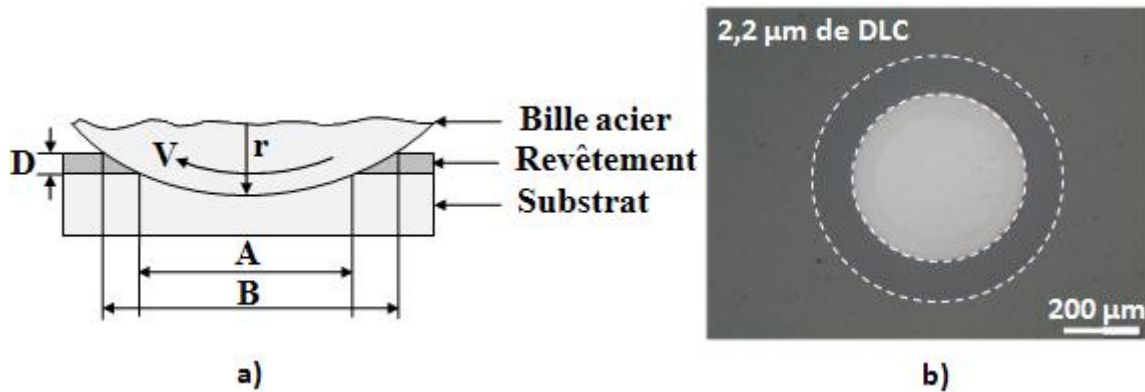 Bille acier
D
V
r
Revêtement
Substrat
A
B
a)
2,2 µm de DLC
200 µm
b)